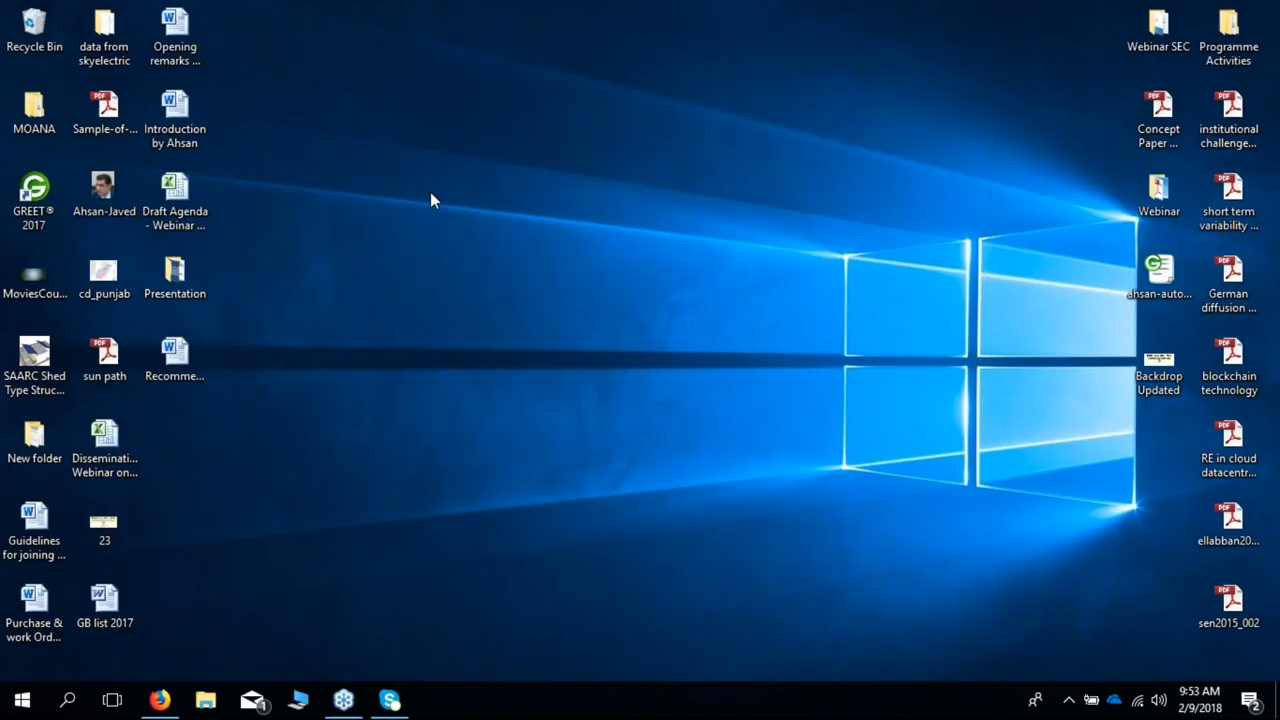 Recycle Bin
data from
skyelectric
Opening
remarks ...
MOANA
Sample-of-...
Introduction
by Ahsan
GREET®
2017
Ahsan-Javed
Draft Agenda
- Webinar ...
MoviesCou...
cd_punjab
Presentation
SAARC Shed
Type Struc...
sun path
Recomme...
New folder
Disseminati...
Webinar on...
Guidelines
for joining ...
23
Purchase &
work Ord...
GB list 2017
Webinar SEC
Programme
Activities
Concept
Paper ...
institutional
challenge...
Webinar
short term
variability ...
ahsan-auto...
German
diffusion ...
Backdrop
Updated
blockchain
technology
RE in cloud
datacentr...
ellabban20...
sen2015_002
1
9:53 AM
2/9/2018
2